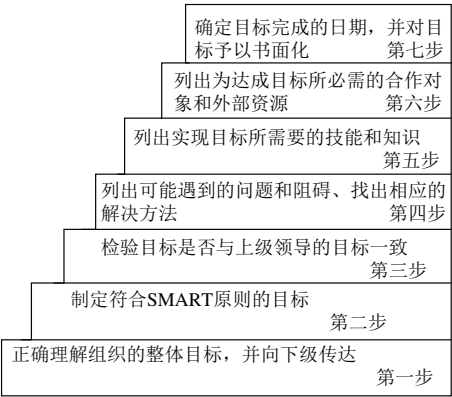 确定目标完成的日期，并对目
标予以书面化 第七步
列出为达成目标所必需的合作对
象和外部资源 第六步
列出实现目标所需要的技能和知识
第五步
列出可能遇到的问题和阻碍、找出相应的
解决方法 第四步
检验目标是否与上级领导的目标一致
第三步
制定符合SMART原则的目标
第二步
正确理解组织的整体目标，并向下级传达
第一步